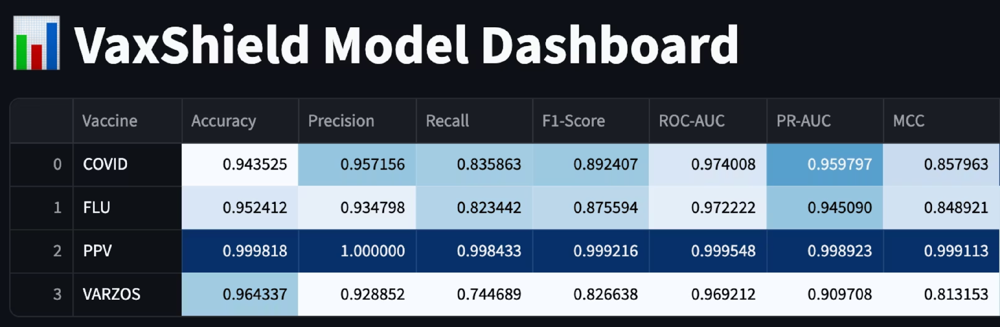 VaxShield Model Dashboard
Vaccine Accuracy Precision Recall F1-Score ROC-AUC PR-AUC MCC
0 COVID 0.943525 0.957156 0.835863 0.892407 0.974008 0.959797 0.857963
1 FLU 0.952412 0.934798 0.823442 0.875594 0.972222 0.945090 0.848921
2 PPV 0.999818 1.000000 0.998433 0.999216 0.999548 0.998923 0.999113
3 VARZOS 0.964337 0.928852 0.744689 0.826638 0.969212 0.909708 0.813153